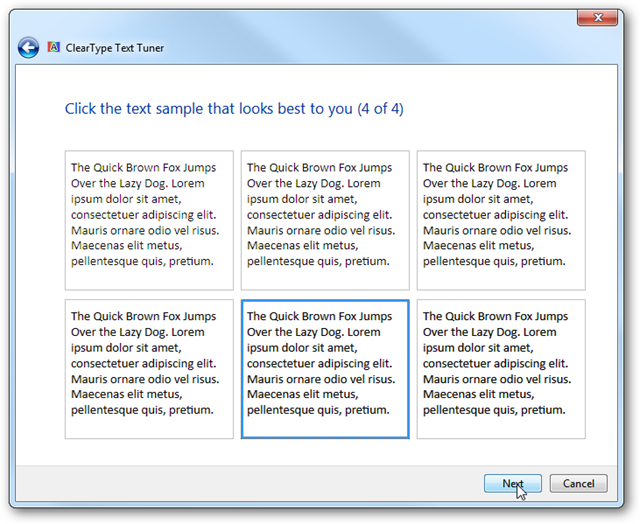 ClearType Text Tuner
Click the text sample that looks best to you (4 of 4)
The Quick Brown Fox Jumps
Over the Lazy Dog. Lorem
ipsum dolor sit amet,
consectetuer adipiscing elit.
Mauris ornare odio vel risus.
Maecenas elit metus,
pellentesque quis, pretium.
The Quick Brown Fox Jumps
Over the Lazy Dog. Lorem
ipsum dolor sit amet,
consectetuer adipiscing elit.
Mauris ornare odio vel risus.
Maecenas elit metus,
pellentesque quis, pretium.
The Quick Brown Fox Jumps
Over the Lazy Dog. Lorem
ipsum dolor sit amet,
consectetuer adipiscing elit.
Mauris ornare odio vel risus.
Maecenas elit metus,
pellentesque quis, pretium.
The Quick Brown Fox Jumps
Over the Lazy Dog. Lorem
ipsum dolor sit amet,
consectetuer adipiscing elit.
Mauris ornare odio vel risus.
Maecenas elit metus,
pellentesque quis, pretium.
The Quick Brown Fox Jumps
Over the Lazy Dog. Lorem
ipsum dolor sit amet,
consectetuer adipiscing elit.
Mauris ornare odio vel risus.
Maecenas elit metus,
pellentesque quis, pretium.
The Quick Brown Fox Jumps
Over the Lazy Dog. Lorem
ipsum dolor sit amet,
consectetuer adipiscing elit.
Mauris ornare odio vel risus.
Maecenas elit metus,
pellentesque quis, pretium.
Next
Cancel